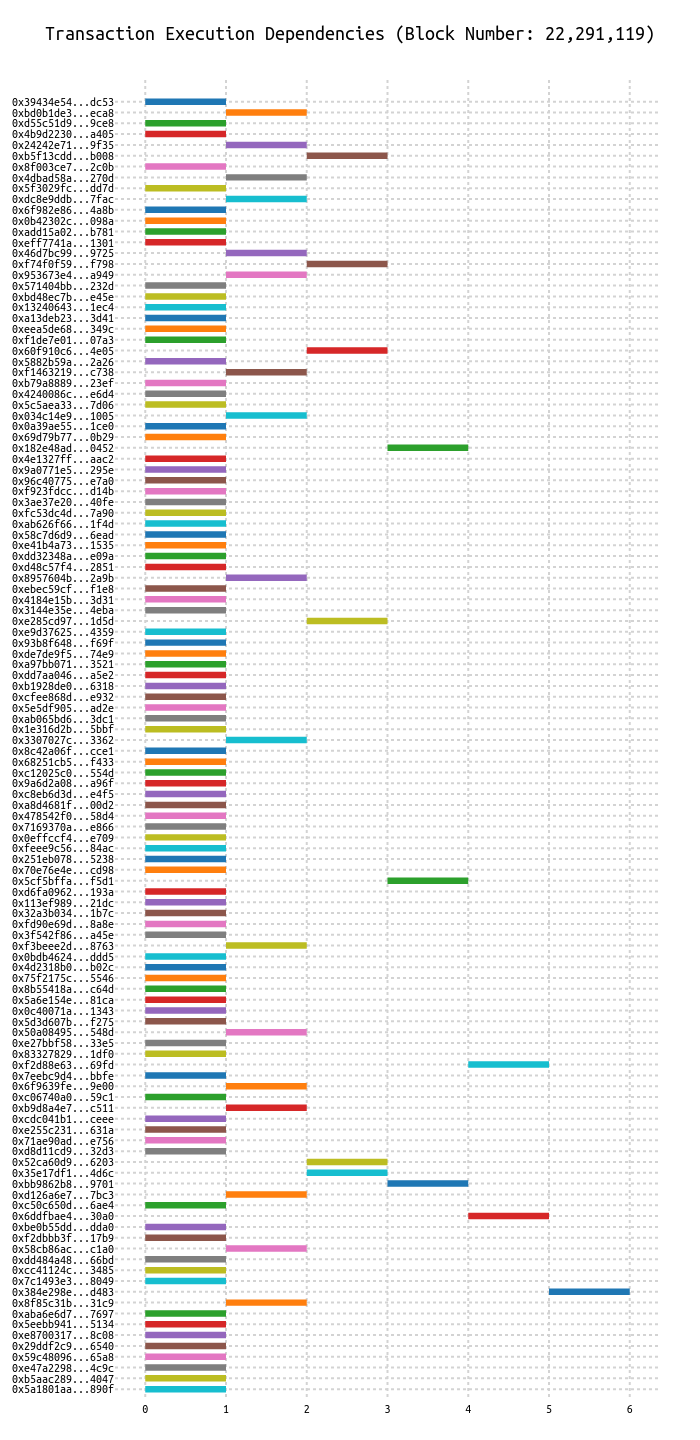 Transaction Execution Dependencies (Block Number: 22,291,119)
0x39434e54...dc53
0xbd0b1de3...eca8
0xd55c51d9...9ce8
0x4b9d2230...a405
0x24242e71...9f35
0xb5f13cdd...b008
0x8f003ce7...2c0b
0x4dbad58a...270d
0x5f3029fc...dd7d
0xdc8e9ddb...7fac
0x6f982e86...4a8b
0x0b42302c...098a
0xadd15a02...b781
0xeff7741a...1301
0x46d7bc99...9725
0xf74f0f59...f798
0x953673e4...a949
0x571404bb...232d
0xbd48ec7b...e45e
0x13240643...1ec4
0xa13deb23...3d41
0xeea5de68...349c
0xf1de7e01...07a3
0x60f910c6...4e05
0x5882b59a...2a26
0xf1463219...c738
0xb79a8889...23ef
0x4240086c...e6d4
0x5c5aea33...7d06
0x034c14e9...1005
0x0a39ae55...1ce0
0x69d79b77...0b29
0x182e48ad...0452
0x4e1327ff...aac2
0x9a0771e5...295e
0x96c40775...e7a0
0xf923fdcc...d14b
0x3ae37e20...40fe
0xfc53dc4d...7a90
0xab626f66...1f4d
0x58c7d6d9...6ead
0xe41b4a73...1535
0xdd32348a...e09a
0xd48c57f4...2851
0x8957604b...2a9b
0xebec59cf...f1e8
0x4184e15b...3d31
0x3144e35e...4eba
0xe285cd97...1d5d
0xe9d37625...4359
0x93b8f648...f69f
0xde7de9f5...74e9
0xa97bb071...3521
0xdd7aa046...a5e2
0xb1928de0...6318
0xcfee868d...e932
0x5e5df905...ad2e
0xab065bd6...3dc1
0x1e316d2b...5bbf
0x3307027c...3362
0x8c42a06f...cce1
0x68251cb5...f433
0xc12025c0...554d
0x9a6d2a08...a96f
0xc8eb6d3d...e4f5
0xa8d4681f...00d2
0x478542f0...58d4
0x7169370a...e866
0x0effccf4...e709
0xfeee9c56...84ac
0x251eb078...5238
0x70e76e4e...cd98
0x5cf5bffa...f5d1
0xd6fa0962...193a
0x113ef989...21dc
0x32a3b034...1b7c
0xfd90e69d...8a8e
0x3f542f86...a45e
0xf3beee2d...8763
0x0bdb4624...ddd5
0x4d2318b0...b02c
0x75f2175c...5546
0x8b55418a...c64d
0x5a6e154e...81ca
0x0c40071a...1343
0x5d3d607b...f275
0x50a08495...548d
0xe27bbf58...33e5
0x83327829...1df0
0xf2d88e63...69fd
0x7eebc9d4...bbfe
0x6f9639fe...9e00
0xc06740a0...59c1
0xb9d8a4e7...c511
0xcdc041b1...ceee
0xe255c231...631a
0x71ae90ad...e756
0xd8d11cd9...32d3
0x52ca60d9...6203
0x35e17df1...4d6c
0xbb9862b8...9701
0xd126a6e7...7bc3
0xc50c650d...6ae4
0x6ddfbae4...30a0
0xbe0b55dd...dda0
0xf2dbbb3f...17b9
0x58cb86ac...c1a0
0xdd484a48...66bd
0xcc41124c...3485
0x7c1493e3...8049
0x384e298e...d483
0x8f85c31b...31c9
0xaba6e6d7...7697
0x5eebb941...5134
0xe8700317...8c08
0x29ddf2c9...6540
0x59c48096...65a8
0xe47a2298...4c9c
0xb5aac289...4047
0x5a1801aa...890f
0 1 2 3 4 5 6